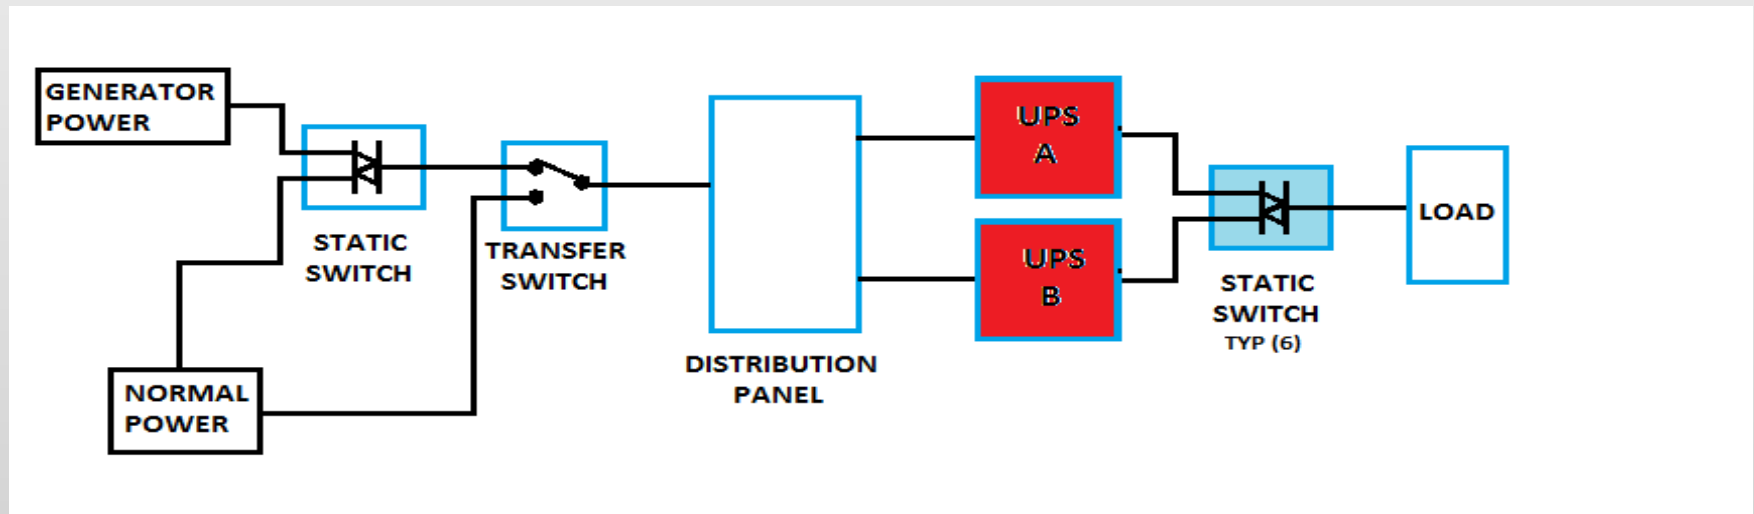 GENERATOR
POWER
STATIC
SWITCH
NORMAL
POWER
TRANSFER
SWITCH
DISTRIBUTION
PANEL
UPS
A
UPS
B
STATIC
SWITCH
TYP (6)
LOAD